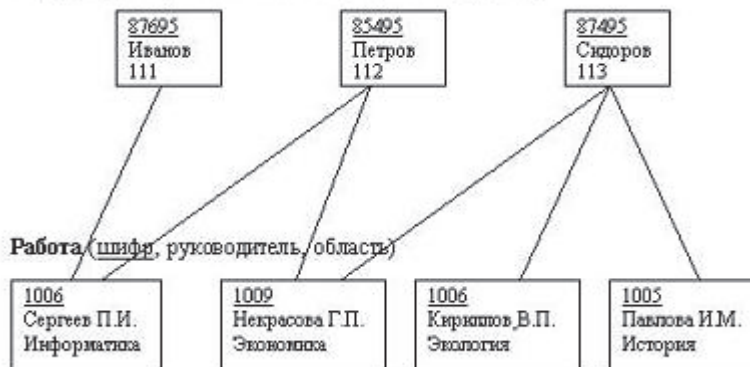 87695
Иванов
111
85495
Петров
112
87495
Сидоров
113
Работа (шифр, руководитель, область)
1006
Сергеев П.И.
Информатика
1009
Некрасова Г.П.
Экономика
1006
Кириллов В.П.
Экология
1005
Павлова И.М.
История